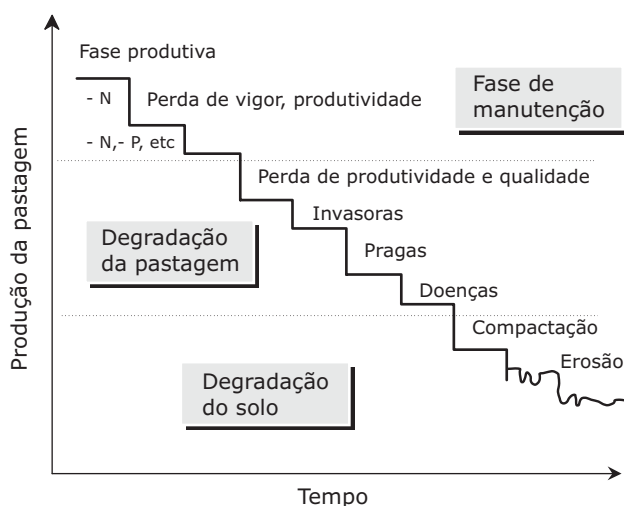 Fase produtiva
- N
Perda de vigor, produtividade
Fase de
manutenção
- N,- P, etc
Perda de produtividade e qualidade
Invasoras
Degradação
da pastagem
Pragas
Doenças
Compactação
Erosão
Degradação
do solo
Produção da pastagem
Tempo